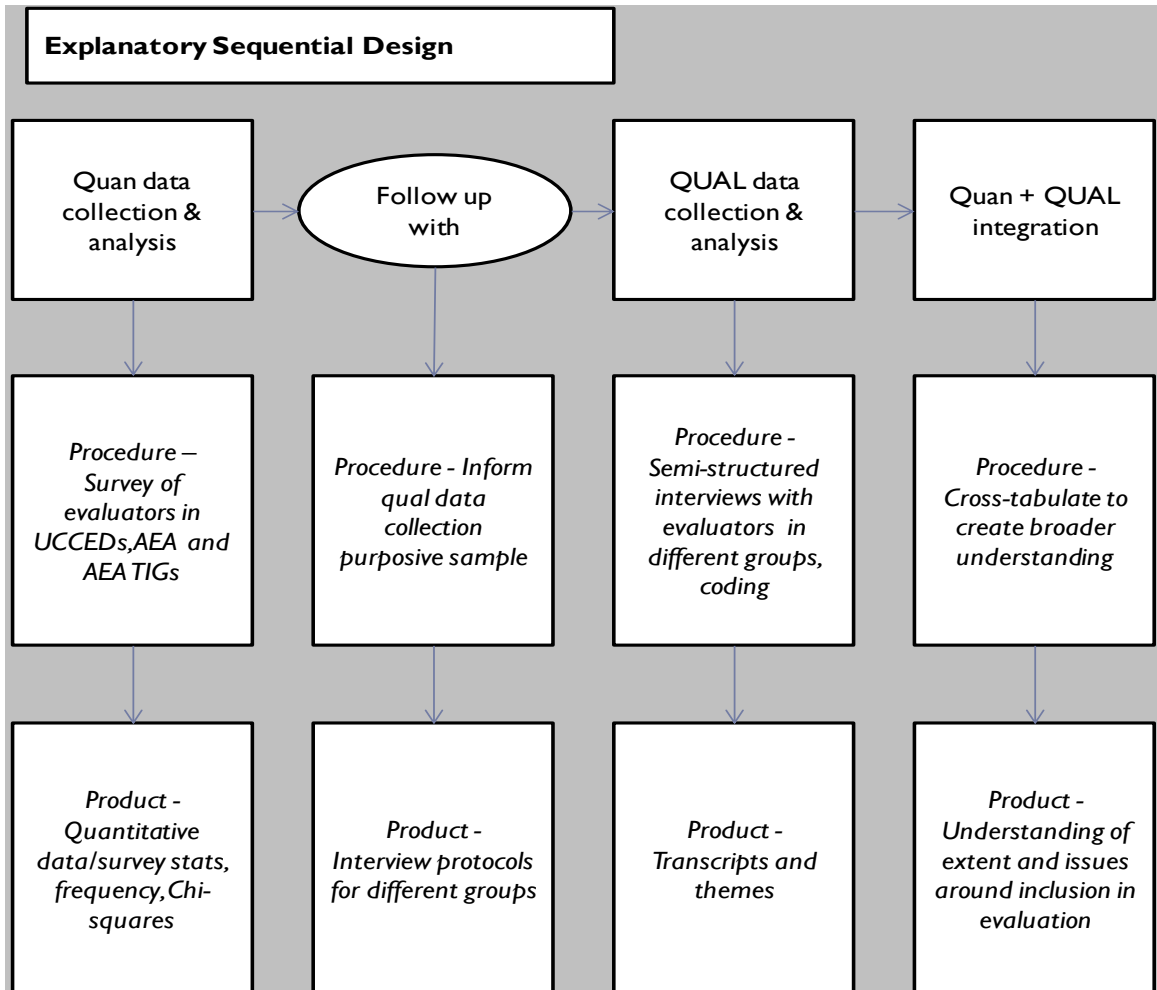 Explanatory Sequential Design
Quan data
collection &
analysis
Follow up
with
QUAL data
collection &
analysis
Quan + QUAL
integration
Procedure –
Survey of
evaluators in
UCCEDs,AEA and
AEA TIGs
Procedure - Inform
qual data
collection
purposive sample
Procedure -
Semi-structured
interviews with
evaluators in
different groups,
coding
Procedure -
Cross-tabulate to
create broader
understanding
Product -
Quantitative
data/survey stats,
frequency,Chi-
squares
Product -
Interview protocols
for different groups
Product -
Transcripts and
themes
Product -
Understanding of
extent and issues
around inclusion in
evaluation